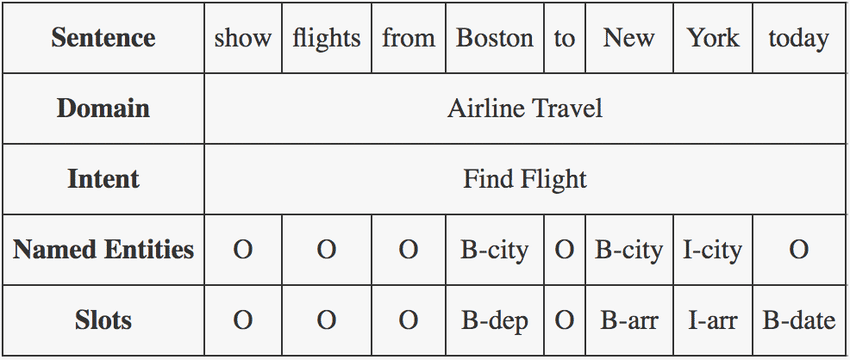 Sentence show flights from Boston to New York today
Domain Airline Travel
Intent Find Flight
Named Entities O O O B-city O B-city I-city O
Slots O O O B-dep O B-arr I-arr B-date